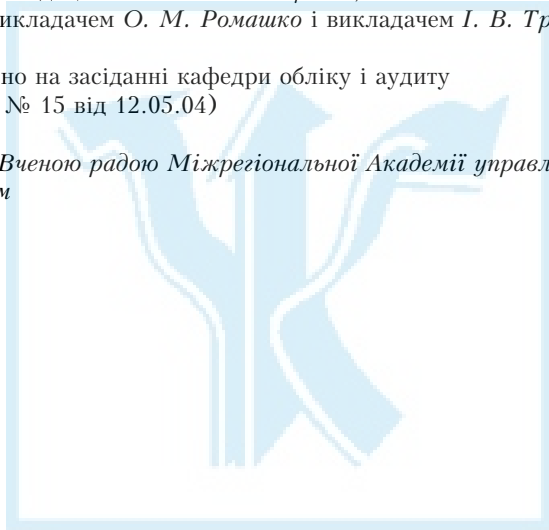 викладачем О. М. Ромашко і викладачем І. В. Тр
но на засіданні кафедри обліку і аудиту
№ 15 від 12.05.04)
Вченою радою Міжрегіональної Академії управл
м